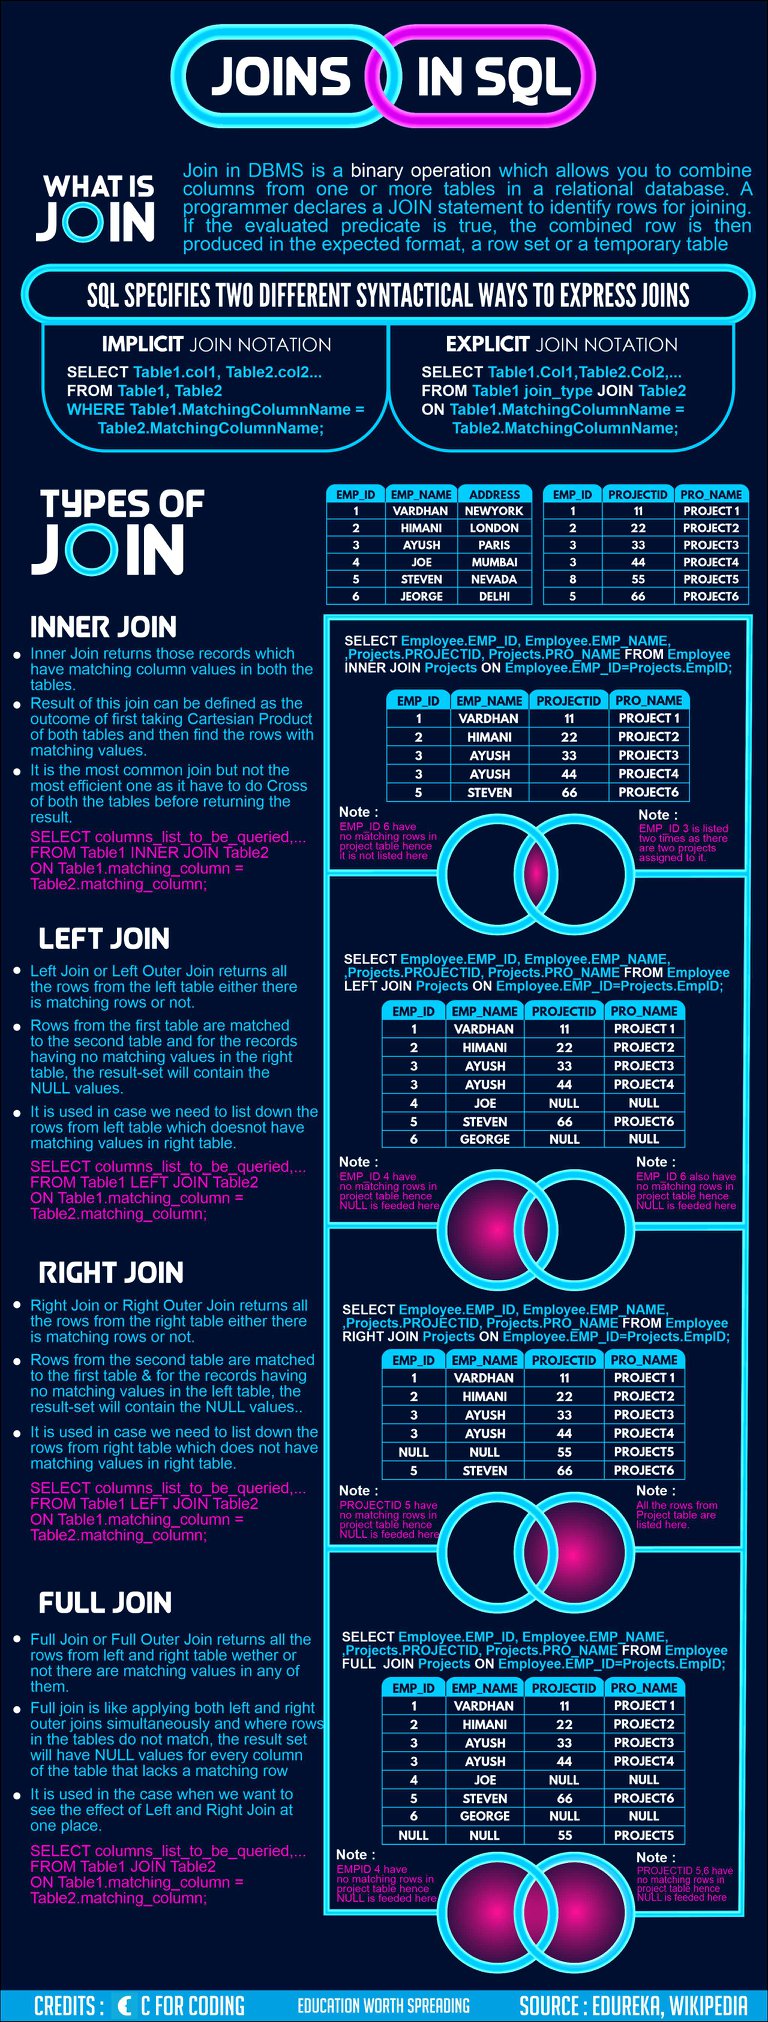 JOINS IN SQL
WHAT IS
JOIN
Join in DBMS is a binary operation which allows you to combine
columns from one or more tables in a relational database. A
programmer declares a JOIN statement to identify rows for joining.
If the evaluated predicate is true, the combined row is then
produced in the expected format, a row set or a temporary table
SQL SPECIFIES TWO DIFFERENT SYNTACTICAL WAYS TO EXPRESS JOINS
IMPLICIT JOIN NOTATION
SELECT Table1.col1, Table2.col2...
FROM Table1, Table2
WHERE Table1.MatchingColumnName =
Table2.MatchingColumnName;
EXPLICIT JOIN NOTATION
SELECT Table1.Col1,Table2.Col2,...
FROM Table1 join_type JOIN Table2
ON Table1.MatchingColumnName =
Table2.MatchingColumnName;
TYPES OF
JOIN
EMP_ID EMP_NAME ADDRESS
1 VARDHAN NEWYORK
2 HIMANI LONDON
3 AYUSH PARIS
4 JOE MUMBAI
5 STEVEN NEVADA
6 JEORGE DELHI
EMP_ID PROJECTID PRO_NAME
1 11 PROJECT 1
2 22 PROJECT2
3 33 PROJECT3
3 44 PROJECT4
8 55 PROJECT5
5 66 PROJECT6
INNER JOIN
Inner Join returns those records which
have matching column values in both the
tables.
Result of this join can be defined as the
outcome of first taking Cartesian Product
of both tables and then find the rows with
matching values.
It is the most common join but not the
most efficient one as it have to do Cross
of both the tables before returning the
result.
SELECT columns_list_to_be_queried,...
FROM Table1 INNER JOIN Table2
ON Table1.matching_column =
Table2.matching_column;
SELECT Employee.EMP_ID, Employee.EMP_NAME,
,Projects.PROJECTID, Projects.PRO_NAME FROM Employee
INNER JOIN Projects ON Employee.EMP_ID=Projects.EmpID;
EMP_ID EMP_NAME PROJECTID PRO_NAME
1 VARDHAN 11 PROJECT 1
2 HIMANI 22 PROJECT2
3 AYUSH 33 PROJECT3
3 AYUSH 44 PROJECT4
5 STEVEN 66 PROJECT6
Note :
EMP_ID 6 have
no matching rows in
project table hence
it is not listed here
Note :
EMP_ID 3 is listed
two times as there
are two projects
assigned to it.
LEFT JOIN
Left Join or Left Outer Join returns all
the rows from the left table either there
is matching rows or not.
Rows from the first table are matched
to the second table and for the records
having no matching values in the right
table, the result-set will contain the
NULL values.
It is used in case we need to list down the
rows from left table which doesnot have
matching values in right table.
SELECT columns_list_to_be_queried,...
FROM Table1 LEFT JOIN Table2
ON Table1.matching_column =
Table2.matching_column;
SELECT Employee.EMP_ID, Employee.EMP_NAME,
,Projects.PROJECTID, Projects.PRO_NAME FROM Employee
LEFT JOIN Projects ON Employee.EMP_ID=Projects.EmpID;
EMP_ID EMP_NAME PROJECTID PRO_NAME
1 VARDHAN 11 PROJECT 1
2 HIMANI 22 PROJECT2
3 AYUSH 33 PROJECT3
3 AYUSH 44 PROJECT4
4 JOE NULL NULL
5 STEVEN 66 PROJECT6
6 GEORGE NULL NULL
Note :
EMP_ID 4 have
no matching rows in
project table hence
NULL is feeded here
Note :
EMP_ID 6 also have
no matching rows in
project table hence
NULL is feeded here
RIGHT JOIN
Right Join or Right Outer Join returns all
the rows from the right table either there
is matching rows or not.
Rows from the second table are matched
to the first table & for the records having
no matching values in the left table, the
result-set will contain the NULL values..
It is used in case we need to list down the
rows from right table which does not have
matching values in right table.
SELECT columns_list_to_be_queried,...
FROM Table1 LEFT JOIN Table2
ON Table1.matching_column =
Table2.matching_column;
SELECT Employee.EMP_ID, Employee.EMP_NAME,
,Projects.PROJECTID, Projects.PRO_NAME FROM Employee
RIGHT JOIN Projects ON Employee.EMP_ID=Projects.EmpID;
EMP_ID EMP_NAME PROJECTID PRO_NAME
1 VARDHAN 11 PROJECT 1
2 HIMANI 22 PROJECT2
3 AYUSH 33 PROJECT3
3 AYUSH 44 PROJECT4
NULL NULL 55 PROJECT5
5 STEVEN 66 PROJECT6
Note :
PROJECTID 5 have
no matching rows in
project table hence
NULL is feeded here
Note :
All the rows from
Project table are
listed here.
FULL JOIN
Full Join or Full Outer Join returns all the
rows from left and right table wether or
not there are matching values in any of
them.
Full join is like applying both left and right
outer joins simultaneously and where rows
in the tables do not match, the result set
will have NULL values for every column
of the table that lacks a matching row
It is used in the case when we want to
see the effect of Left and Right Join at
one place.
SELECT columns_list_to_be_queried,...
FROM Table1 JOIN Table2
ON Table1.matching_column =
Table2.matching_column;
SELECT Employee.EMP_ID, Employee.EMP_NAME,
,Projects.PROJECTID, Projects.PRO_NAME FROM Employee
FULL JOIN Projects ON Employee.EMP_ID=Projects.EmpID;
EMP_ID EMP_NAME PROJECTID PRO_NAME
1 VARDHAN 11 PROJECT 1
2 HIMANI 22 PROJECT2
3 AYUSH 33 PROJECT3
3 AYUSH 44 PROJECT4
4 JOE NULL NULL
5 STEVEN 66 PROJECT6
6 GEORGE NULL NULL
NULL NULL 55 PROJECT5
Note :
EMPID 4 have
no matching rows in
project table hence
NULL is feeded here
Note :
PROJECTID 5,6 have
no matching rows in
project table hence
NULL is feeded here
CREDITS : C FOR CODING
EDUCATION WORTH SPREADING
SOURCE : EDUREKA, WIKIPEDIA